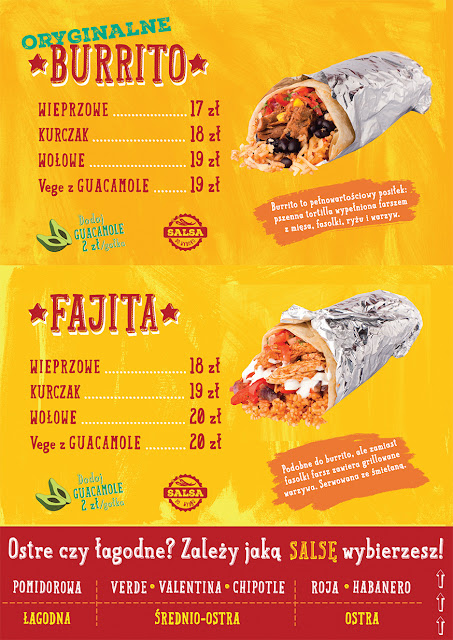 ORYGINALNE
BURRITO
WIEPRZOWE ............ 17 zł
KURCZAK ............ 18 zł
WOŁOWE ............ 19 zł
Vege z GUACAMOLE ..... 19 zł
Dodaj
GUACAMOLE
2 zł/gałka
SALSA
Burrito to pełnowartościowy posiłek:
pszenna tortilla wypełniona farszem
z mięsa, fasolki, ryżu i warzyw.
FAJITA
WIEPRZOWE ............ 18 zł
KURCZAK ............ 19 zł
WOŁOWE ............ 20 zł
Vege z GUACAMOLE ..... 20 zł
Dodaj
GUACAMOLE
2 zł/gałka
SALSA
Podobne do burrito, ale zamiast
fasolki farsz zawiera grillowane
warzywa. Serwowana ze śmietaną.
Ostre czy łagodne? Zależy jaką SALSĘ wybierzesz!
POMIDOROWA VERDE • VALENTINA • CHIPOTLE ROJA • HABANERO
ŁAGODNA ŚREDNIO-OSTRA OSTRA